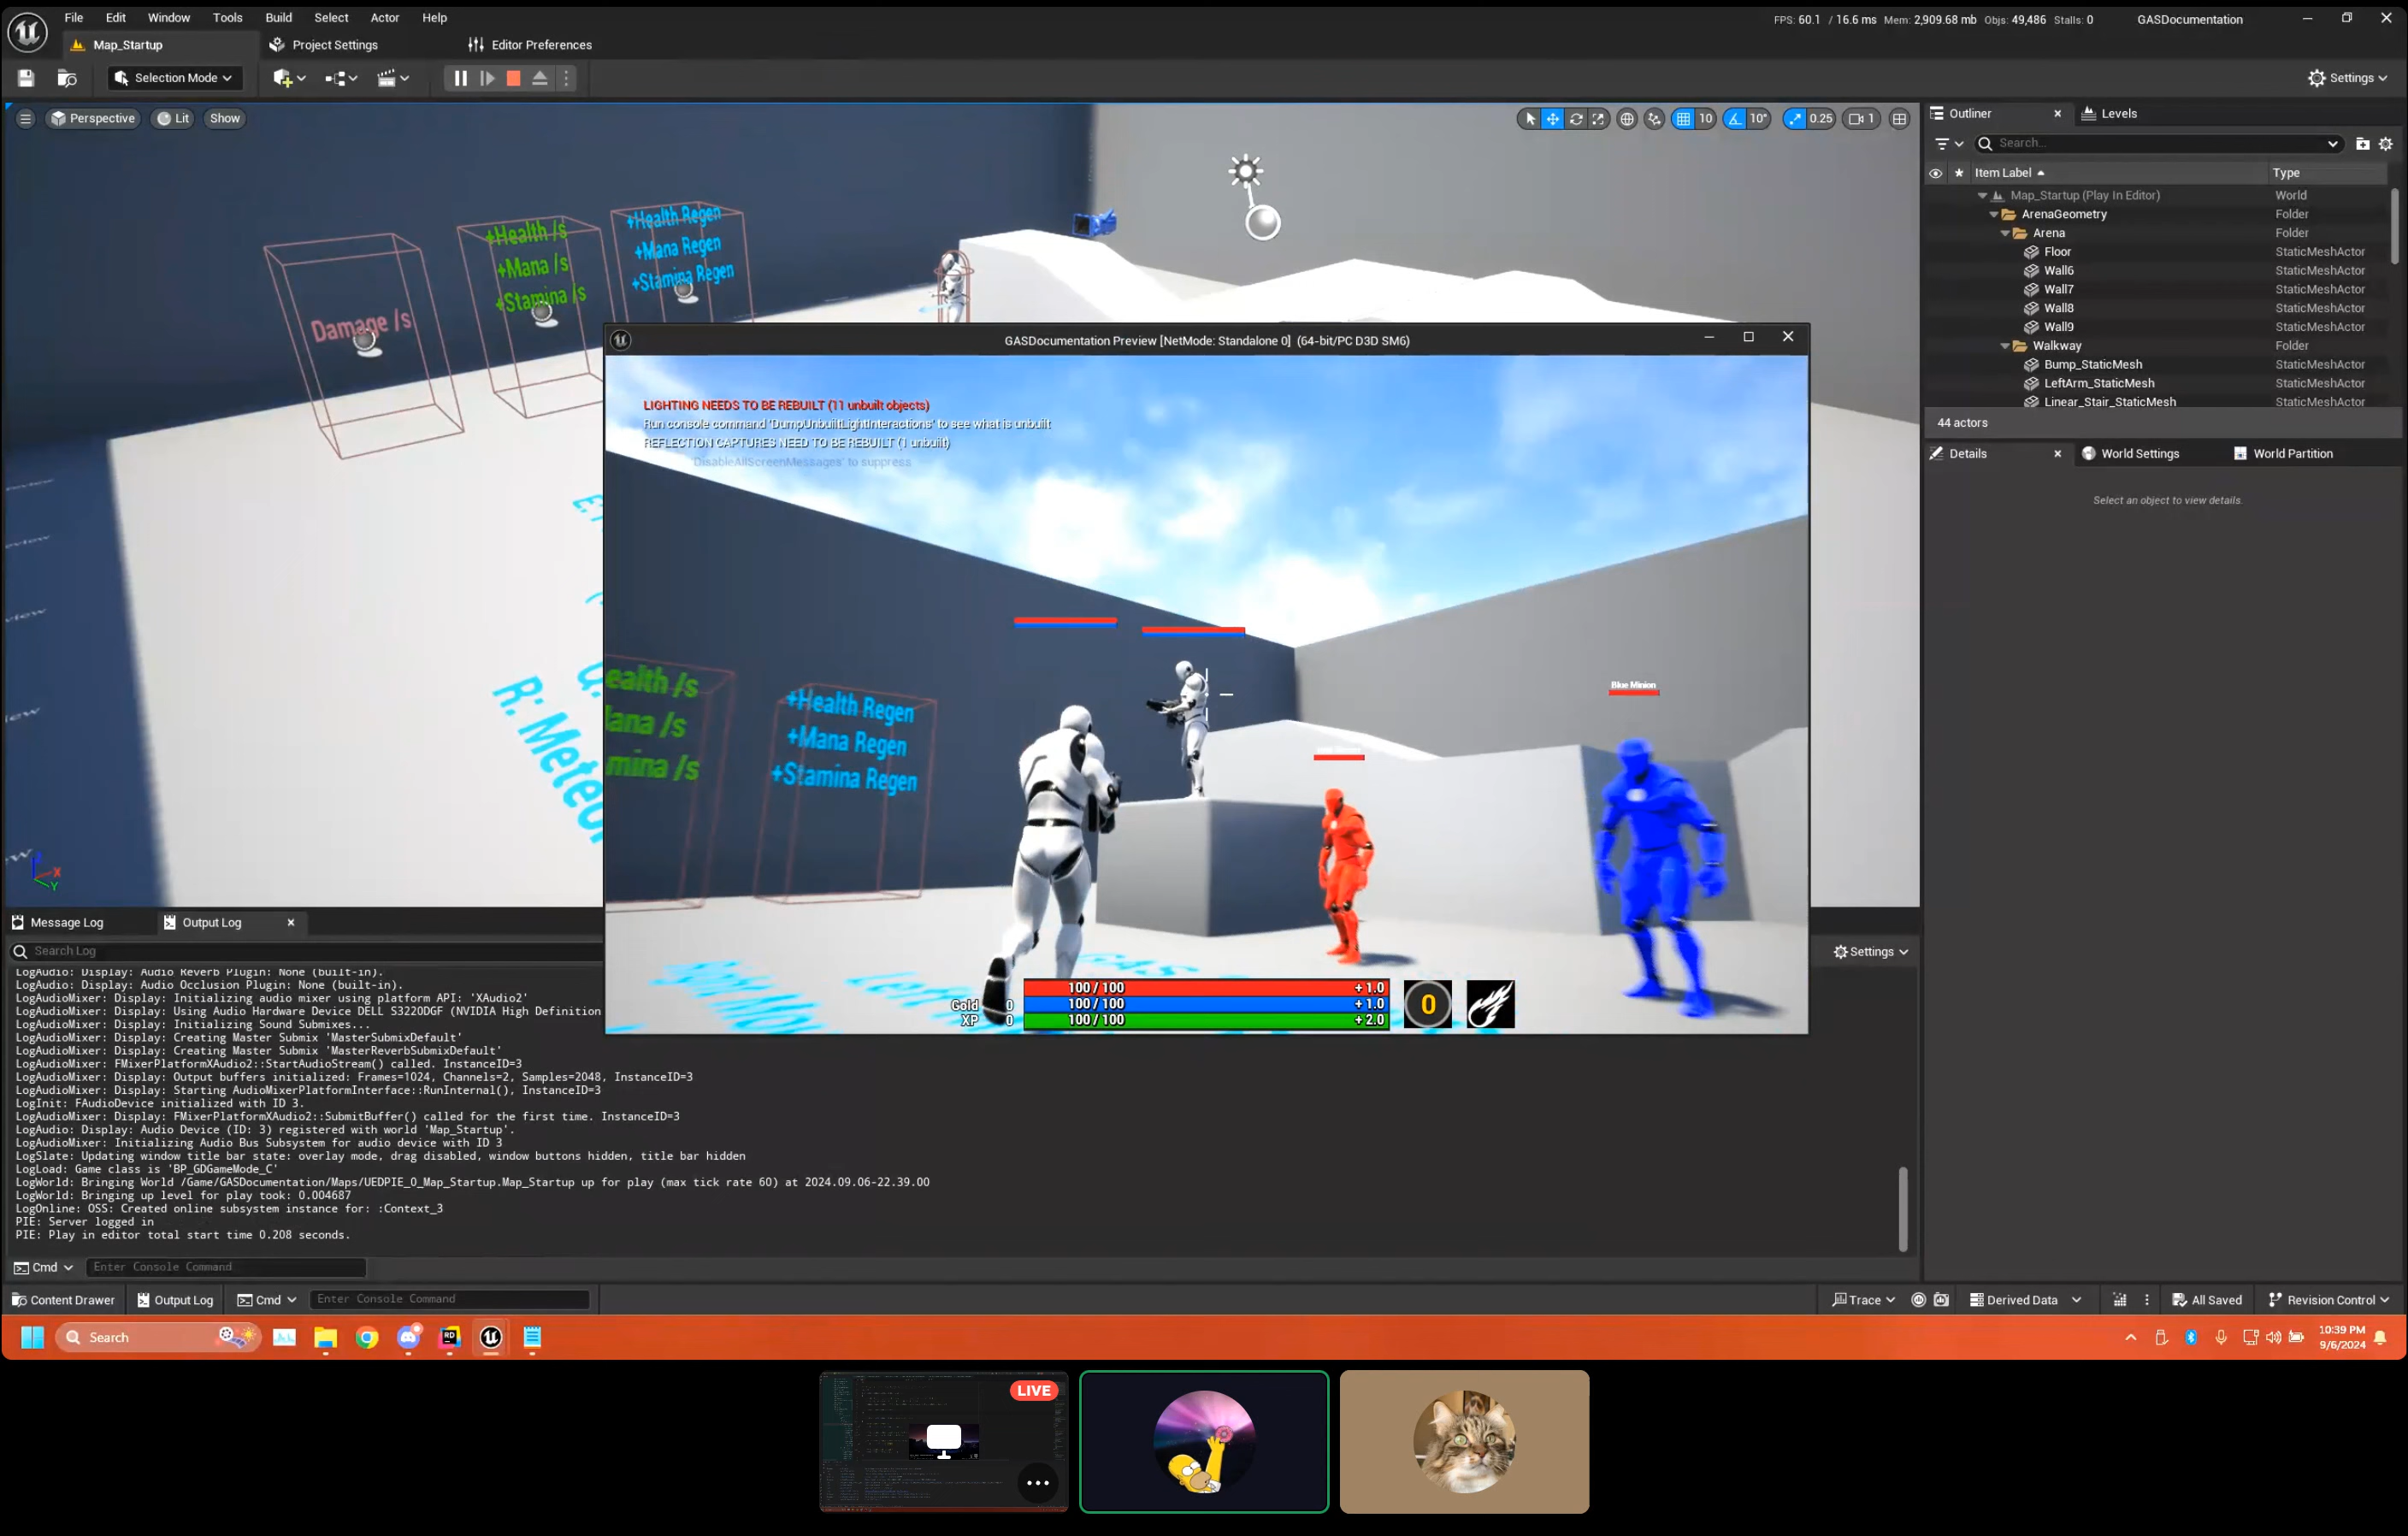 File Edit Window Tools Build Select Actor Help
FPS: 60.1 / 16.6 ms Mem: 2,909.68 mb Objs: 49,486 Stalls: 0 GASDocumentation
Map_Startup Project Settings Editor Preferences
Selection Mode Settings
Perspective Lit Show 10 10° 0.25 1
Damage /s
+Health /s
+Mana /s
+Stamina /s
+Health Regen
+Mana Regen
+Stamina Regen
R: Meteor
Outliner Levels
Search...
Item Label Type
Map_Startup (Play In Editor) World
ArenaGeometry Folder
Arena Folder
Floor StaticMeshActor
Wall6 StaticMeshActor
Wall7 StaticMeshActor
Wall8 StaticMeshActor
Wall9 StaticMeshActor
Walkway Folder
Bump_StaticMesh StaticMeshActor
LeftArm_StaticMesh StaticMeshActor
Linear_Stair_StaticMesh StaticMeshActor
44 actors
Details World Settings World Partition
Select an object to view details.
GASDocumentation Preview [NetMode: Standalone 0] (64-bit/PC D3D SM6)
LIGHTING NEEDS TO BE REBUILT (11 unbuilt objects)
Run console command 'DumpUnbuiltLightInteractions' to see what is unbuilt
REFLECTION CAPTURES NEED TO BE REBUILT (1 unbuilt)
'DisableAllScreenMessages' to suppress
ealth /s
lana /s
mina /s
+Health Regen
+Mana Regen
+Stamina Regen
Blue Minion
100 / 100 + 1.0
Gold 0 100 / 100 + 1.0
XP 0 100 / 100 + 2.0
0
Message Log Output Log
Search Log Settings
LogAudio: Display: Audio Reverb Plugin: None (built-in).
LogAudio: Display: Audio Occlusion Plugin: None (built-in).
LogAudioMixer: Display: Initializing audio mixer using platform API: 'XAudio2'
LogAudioMixer: Display: Using Audio Hardware Device DELL S3220DGF (NVIDIA High Definition
LogAudioMixer: Display: Initializing Sound Submixes...
LogAudioMixer: Display: Creating Master Submix 'MasterSubmixDefault'
LogAudioMixer: Display: Creating Master Submix 'MasterReverbSubmixDefault'
LogAudioMixer: FMixerPlatformXAudio2::StartAudioStream() called. InstanceID=3
LogAudioMixer: Display: Output buffers initialized: Frames=1024, Channels=2, Samples=2048, InstanceID=3
LogAudioMixer: Display: Starting AudioMixerPlatformInterface::RunInternal(), InstanceID=3
LogInit: FAudioDevice initialized with ID 3.
LogAudioMixer: Display: FMixerPlatformXAudio2::SubmitBuffer() called for the first time. InstanceID=3
LogAudio: Display: Audio Device (ID: 3) registered with world 'Map_Startup'.
LogAudioMixer: Initializing Audio Bus Subsystem for audio device with ID 3
LogSlate: Updating window title bar state: overlay mode, drag disabled, window buttons hidden, title bar hidden
LogLoad: Game class is 'BP_GDGameMode_C'
LogWorld: Bringing World /Game/GASDocumentation/Maps/UEDPIE_0_Map_Startup.Map_Startup up for play (max tick rate 60) at 2024.09.06-22.39.00
LogWorld: Bringing up level for play took: 0.004687
LogOnline: OSS: Created online subsystem instance for: :Context_3
PIE: Server logged in
PIE: Play in editor total start time 0.208 seconds.
Cmd Enter Console Command
Content Drawer Output Log Cmd Enter Console Command Trace Derived Data All Saved Revision Control
Search
10:39 PM
9/6/2024
LIVE